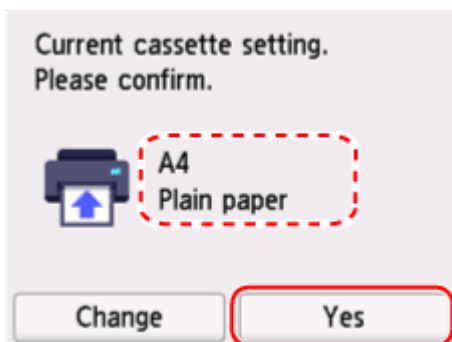 Current cassette setting.
Please confirm.
A4
Plain paper
Change
Yes